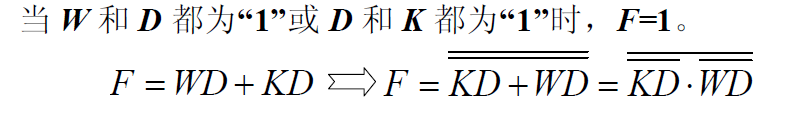 当 W 和 D 都为“1”或 D 和 K 都为“1”时，F=1。
F = WD + KD ⇨ F = \overline{\overline{KD + WD}} = \overline{\overline{KD} · \overline{WD}}